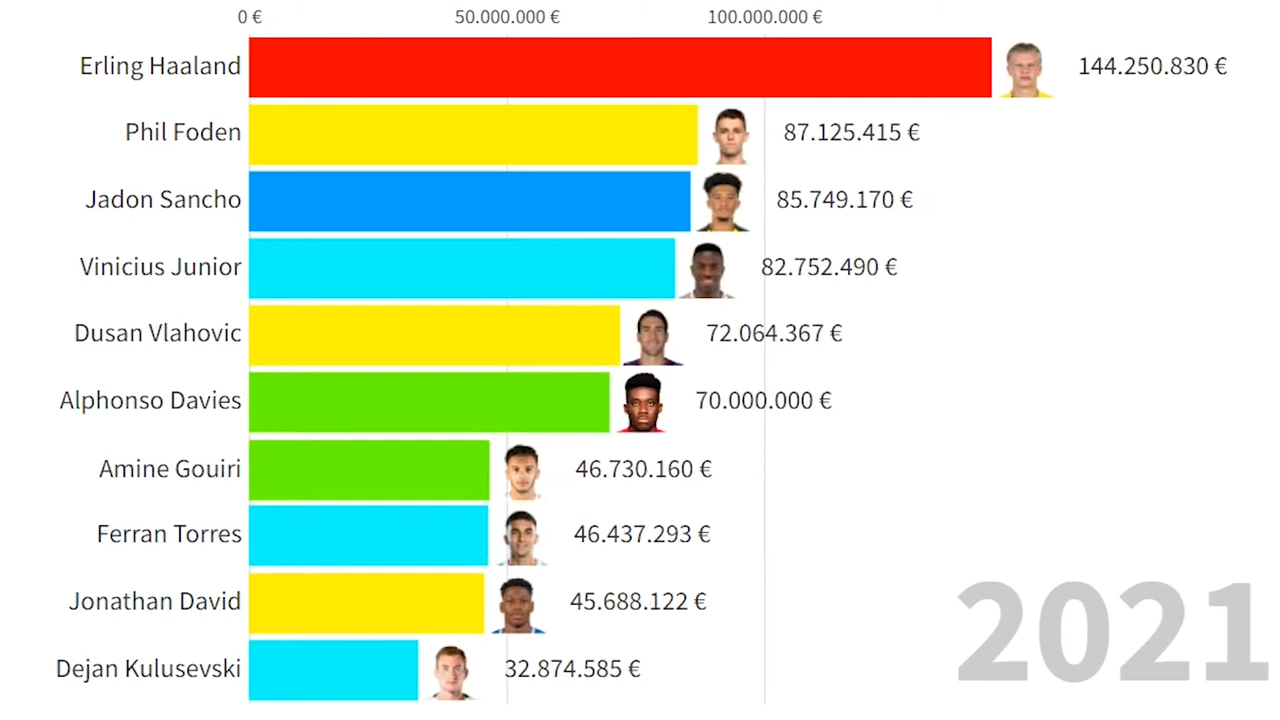 0 € 50.000.000 € 100.000.000 €
Erling Haaland 144.250.830 €
Phil Foden 87.125.415 €
Jadon Sancho 85.749.170 €
Vinicius Junior 82.752.490 €
Dusan Vlahovic 72.064.367 €
Alphonso Davies 70.000.000 €
Amine Gouiri 46.730.160 €
Ferran Torres 46.437.293 €
Jonathan David 45.688.122 €
Dejan Kulusevski 32.874.585 €
2021